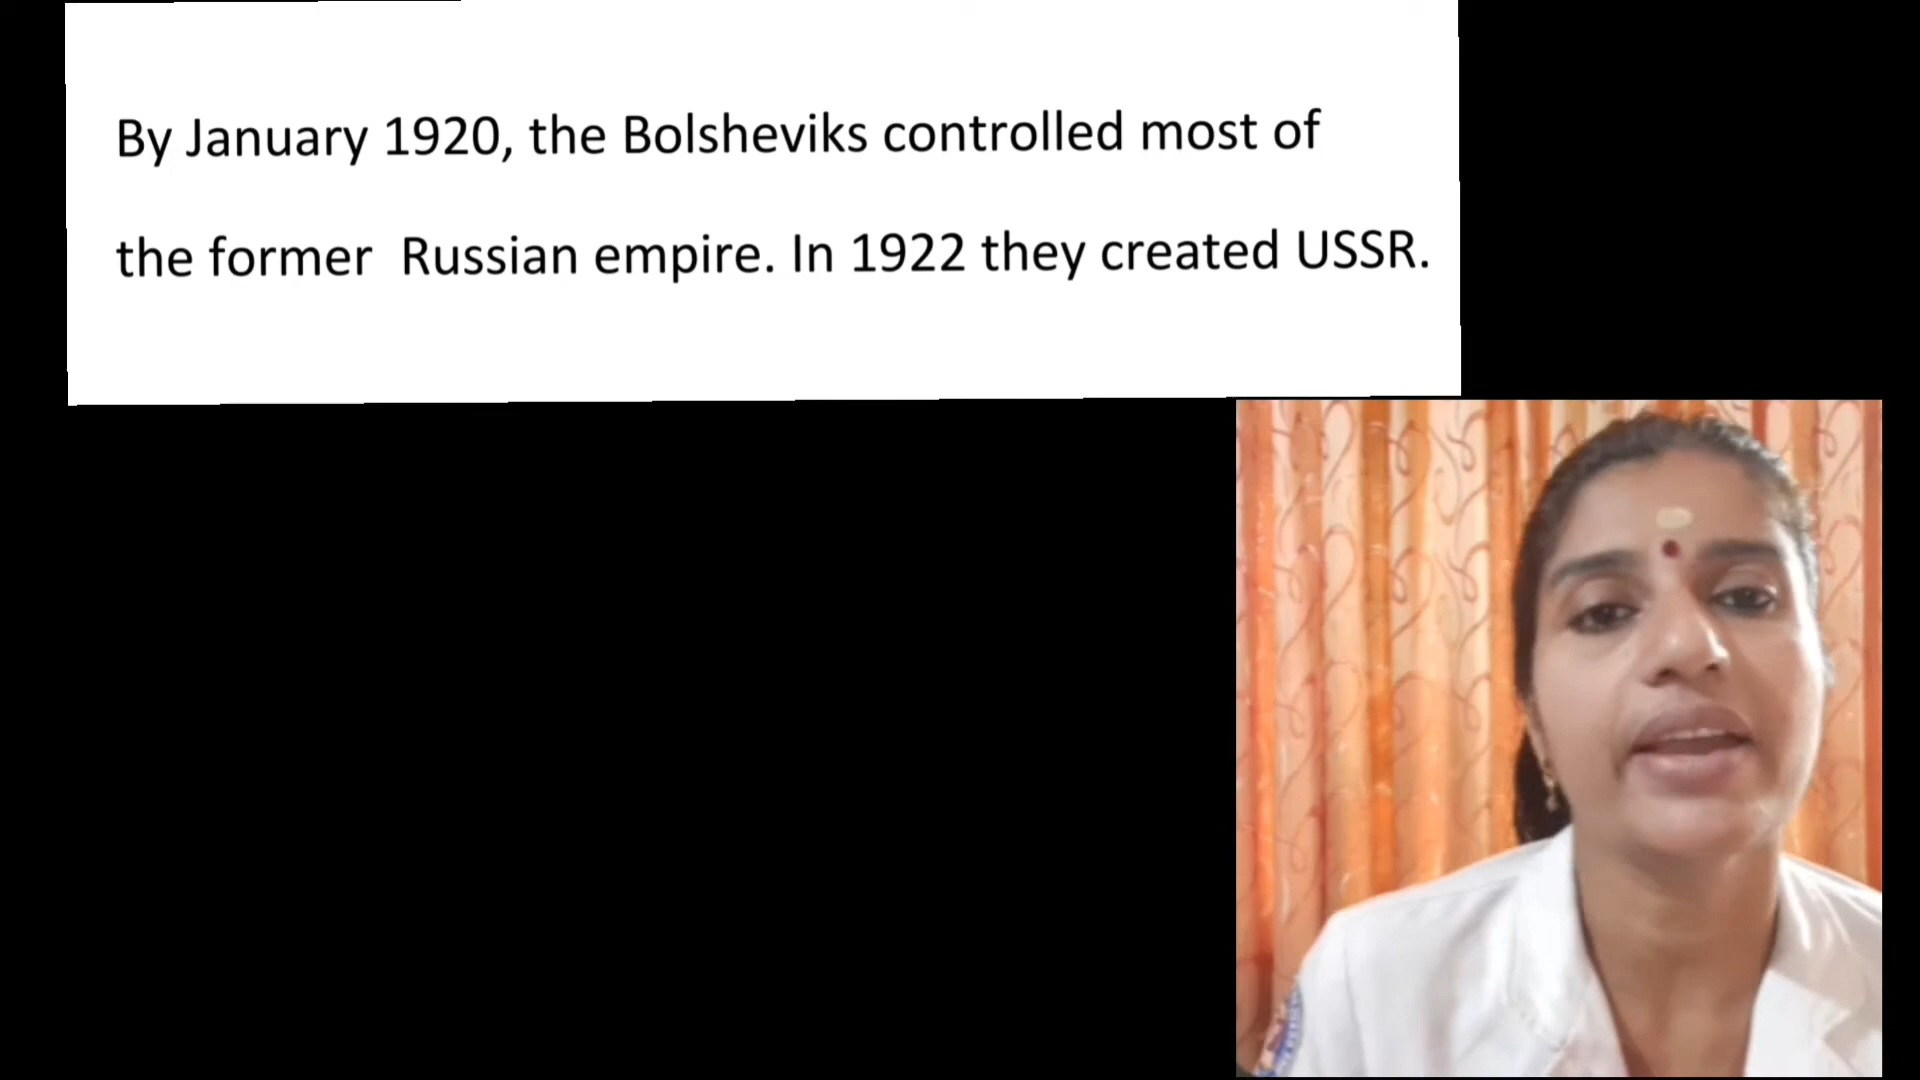 By January 1920, the Bolsheviks controlled most of
the former Russian empire. In 1922 they created USSR.